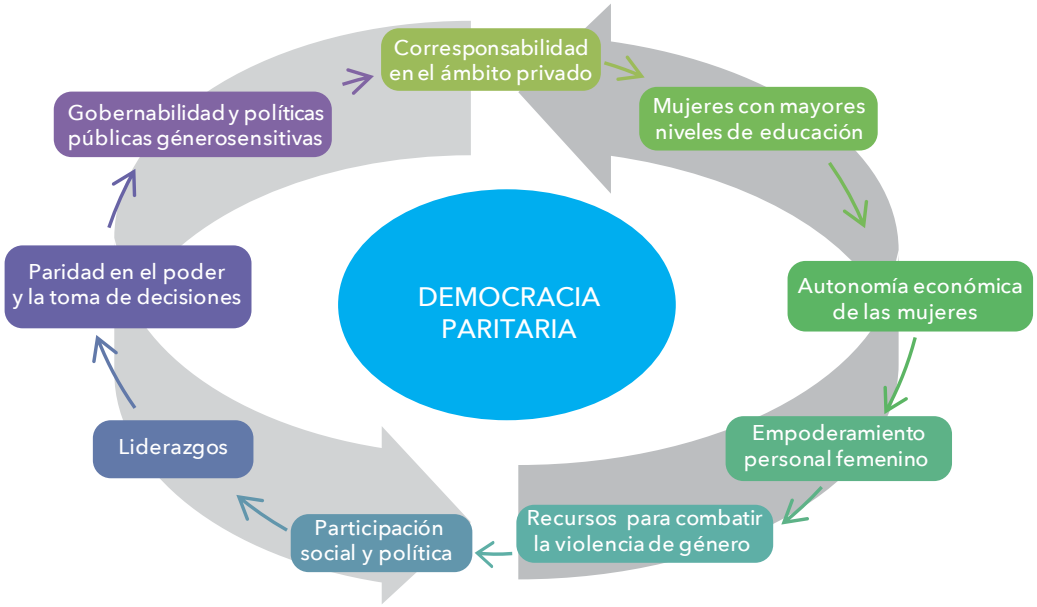 Corresponsabilidad
en el ámbito privado
Mujeres con mayores
niveles de educación
Autonomía económica
de las mujeres
Empoderamiento
personal femenino
Recursos para combatir
la violencia de género
Participación
social y política
Liderazgos
Paridad en el poder
y la toma de decisiones
Gobernabilidad y políticas
públicas génerosensitivas
DEMOCRACIA
PARITARIA